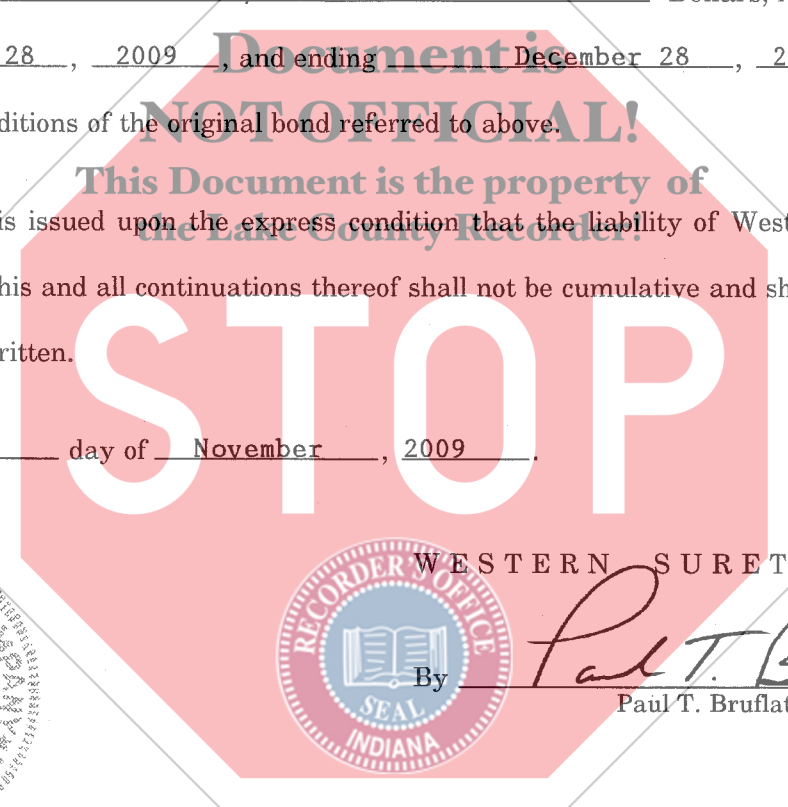 28 , 2009 , and ending December 28 , 2
Document is
ditions of the original bond referred to above.
NOT OFFICIAL!
This Document is the property of
is issued upon the express condition that the liability of West
the Lake County Recorder!
his and all continuations thereof shall not be cumulative and sh
ritten.
STOP
day of November , 2009 .
WESTERN SURET
RECORDER'S OFFICE
SEAL
INDIANA
By Paul T.
Paul T. Bruflat